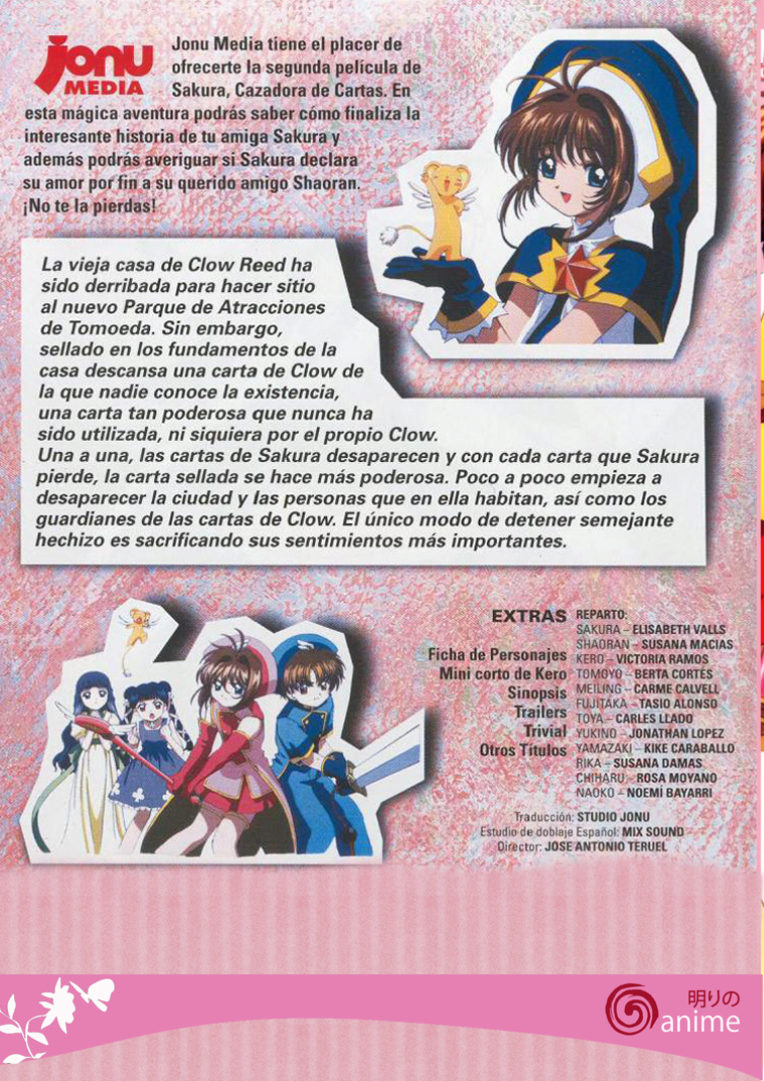 Jonu
MEDIA
Jonu Media tiene el placer de
ofrecerte la segunda película de
Sakura, Cazadora de Cartas. En
esta mágica aventura podrás saber cómo finaliza la
interesante historia de tu amiga Sakura y
además podrás averiguar si Sakura declara
su amor por fin a su querido amigo Shaoran.
¡No te la pierdas!
La vieja casa de Clow Reed ha
sido derribada para hacer sitio
al nuevo Parque de Atracciones
de Tomoeda. Sin embargo,
sellado en los fundamentos de la
casa descansa una carta de Clow de
la que nadie conoce la existencia,
una carta tan poderosa que nunca ha
sido utilizada, ni siquiera por el propio Clow.
Una a una, las cartas de Sakura desaparecen y con cada carta que Sakura
pierde, la carta sellada se hace más poderosa. Poco a poco empieza a
desaparecer la ciudad y las personas que en ella habitan, así como los
guardianes de las cartas de Clow. El único modo de detener semejante
hechizo es sacrificando sus sentimientos más importantes.
EXTRAS
Ficha de Personajes
Mini corto de Kero
Sinopsis
Trailers
Trivial
Otros Títulos
REPARTO:
SAKURA – ELISABETH VALLS
SHAORAN – SUSANA MACIAS
KERO – VICTORIA RAMOS
TOMOYO – BERTA CORTÉS
MEILING – CARME CALVELL
FUJITAKA – TASIO ALONSO
TOYA – CARLES LLADO
YUKINO – JONATHAN LOPEZ
YAMAZAKI – KIKE CARABALLO
RIKA – SUSANA DAMAS
CHIHARU – ROSA MOYANO
NAOKO – NOEMÍ BAYARRI
Traducción: STUDIO JONU
Estudio de doblaje Español: MIX SOUND
Director: JOSE ANTONIO TERUEL
明りの
anime